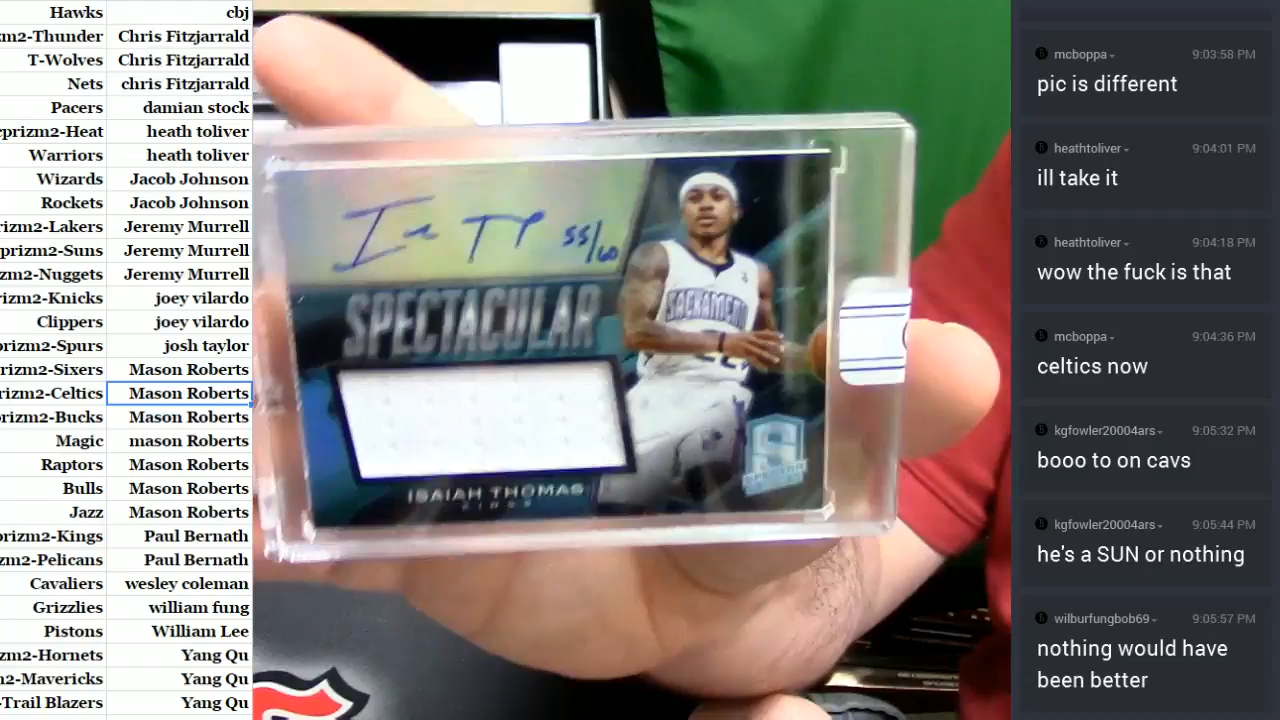 Hawks cbj
zm2-Thunder Chris Fitzjarrald
T-Wolves Chris Fitzjarrald
Nets chris Fitzjarrald
Pacers damian stock
cprizm2-Heat heath toliver
Warriors heath toliver
Wizards Jacob Johnson
Rockets Jacob Johnson
rizm2-Lakers Jeremy Murrell
prizm2-Suns Jeremy Murrell
zm2-Nuggets Jeremy Murrell
rizm2-Knicks joey vilardo
Clippers joey vilardo
prizm2-Spurs josh taylor
rizm2-Sixers Mason Roberts
rizm2-Celtics Mason Roberts
prizm2-Bucks Mason Roberts
Magic mason Roberts
Raptors Mason Roberts
Bulls Mason Roberts
Jazz Mason Roberts
prizm2-Kings Paul Bernath
zm2-Pelicans Paul Bernath
Cavaliers wesley coleman
Grizzlies william fung
Pistons William Lee
zm2-Hornets Yang Qu
n2-Mavericks Yang Qu
-Trail Blazers Yang Qu
55/60
SPECTACULAR
ISAIAH THOMAS
KINGS
SACRAMENTO
SPECTRA
mcboppa 9:03:58 PM
pic is different
heathtoliver 9:04:01 PM
ill take it
heathtoliver 9:04:18 PM
wow the fuck is that
mcboppa 9:04:36 PM
celtics now
kgfowler20004ars 9:05:32 PM
booo to on cavs
kgfowler20004ars 9:05:44 PM
he's a SUN or nothing
wilburfungbob69 9:05:57 PM
nothing would have
been better